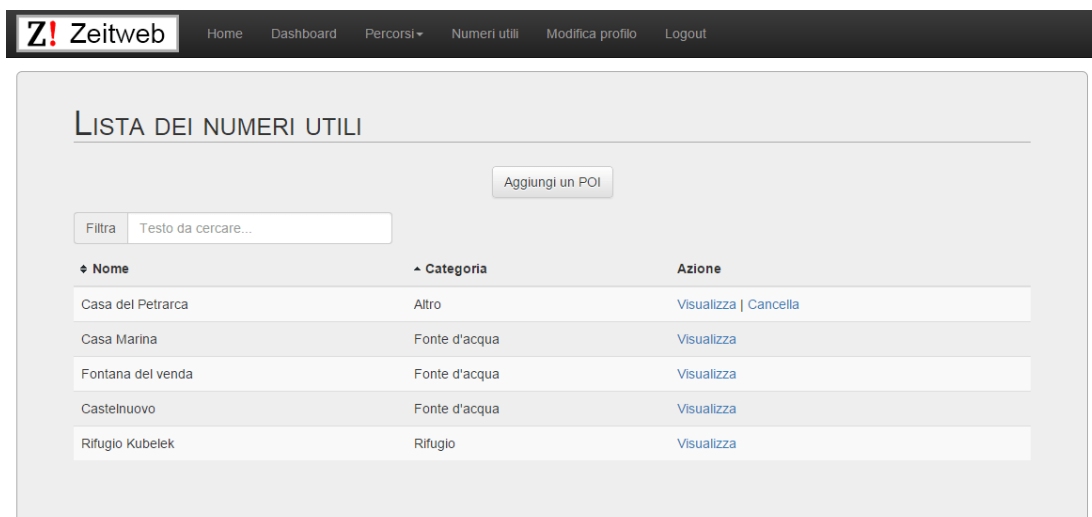 Z! Zeitweb Home Dashboard Percorsi Numeri utili Modifica profilo Logout
Lista dei numeri utili
Aggiungi un POI
Filtra Testo da cercare...
Nome Categoria Azione
Casa del Petrarca Altro Visualizza | Cancella
Casa Marina Fonte d'acqua Visualizza
Fontana del venda Fonte d'acqua Visualizza
Castelnuovo Fonte d'acqua Visualizza
Rifugio Kubelek Rifugio Visualizza